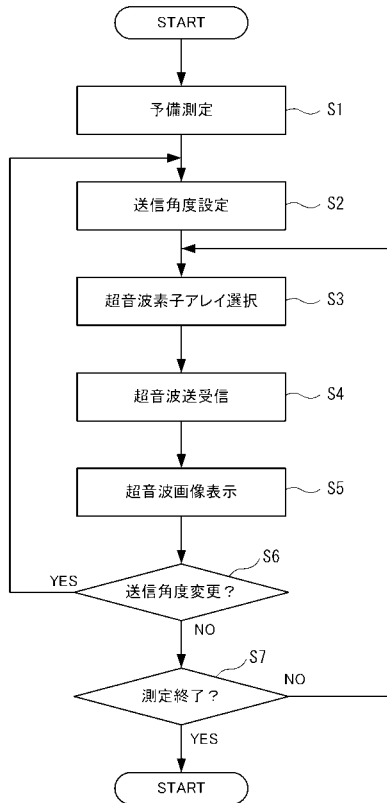 START
予備測定
S1
送信角度設定
S2
超音波素子アレイ選択
S3
超音波送受信
S4
超音波画像表示
S5
S6
YES
送信角度変更？
NO
S7
測定終了？
NO
YES
START